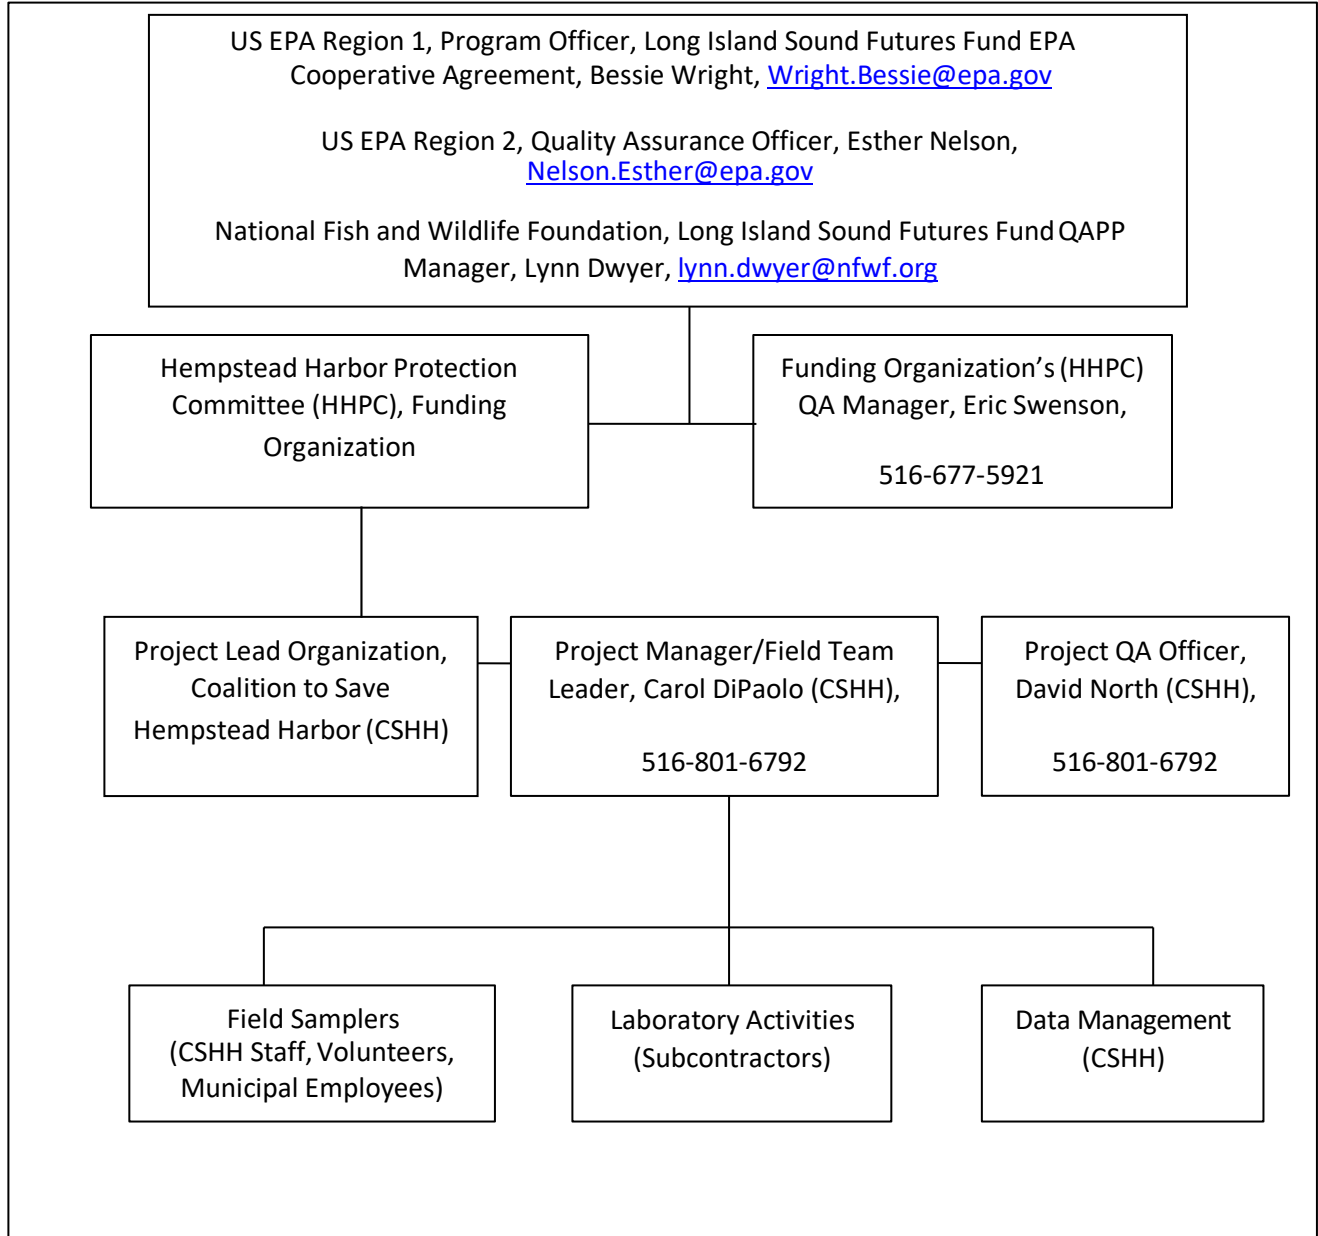 US EPA Region 1, Program Officer, Long Island Sound Futures Fund EPA
Cooperative Agreement, Bessie Wright, Wright.Bessie@epa.gov
US EPA Region 2, Quality Assurance Officer, Esther Nelson,
Nelson.Esther@epa.gov
National Fish and Wildlife Foundation, Long Island Sound Futures Fund QAPP
Manager, Lynn Dwyer, lynn.dwyer@nfwf.org
Hempstead Harbor Protection
Committee (HHPC), Funding
Organization
Funding Organization's (HHPC)
QA Manager, Eric Swenson,
516-677-5921
Project Lead Organization,
Coalition to Save
Hempstead Harbor (CSHH)
Project Manager/Field Team
Leader, Carol DiPaolo (CSHH),
516-801-6792
Project QA Officer,
David North (CSHH),
516-801-6792
Field Samplers
(CSHH Staff, Volunteers,
Municipal Employees)
Laboratory Activities
(Subcontractors)
Data Management
(CSHH)